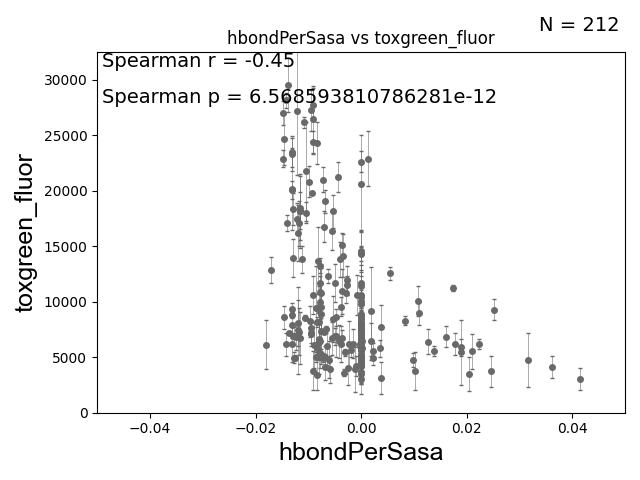 N = 212
hbondPerSasa vs toxgreen_fluor
Spearman r = -0.45
Spearman p = 6.568593810786281e-12
30000
25000
20000
15000
10000
5000
0
toxgreen_fluor
−0.04 −0.02 0.00 0.02 0.04
hbondPerSasa